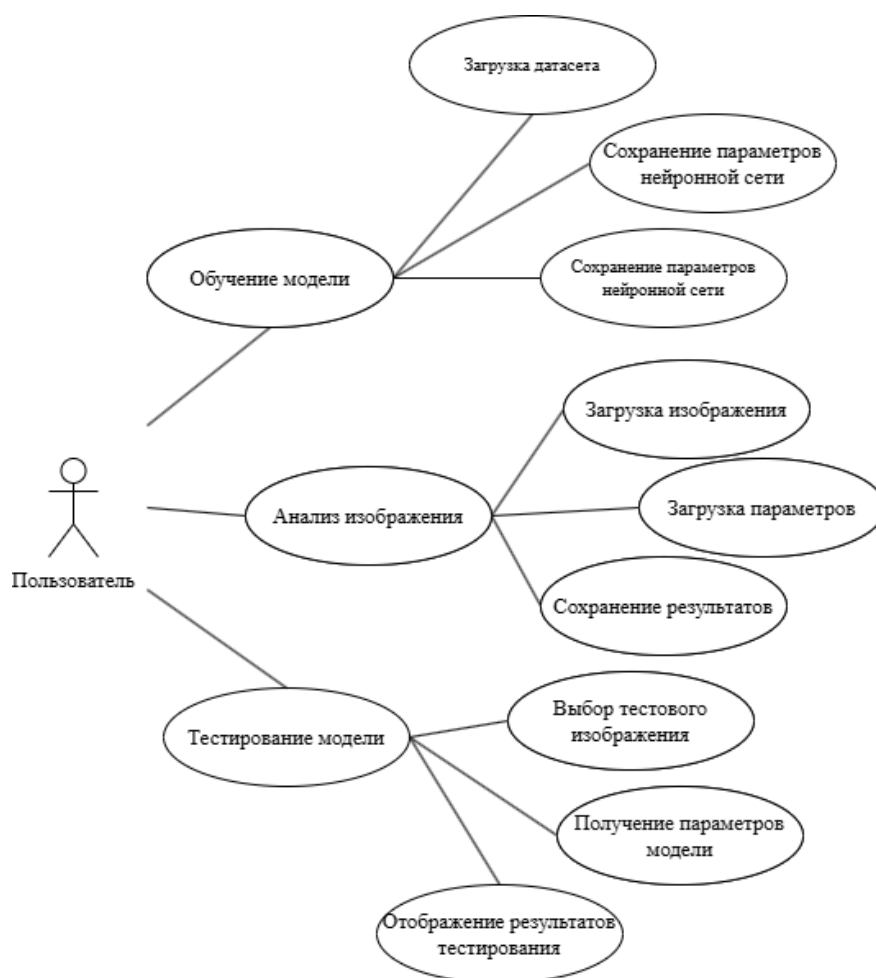 Загрузка датасета
Сохранение параметров
нейронной сети
Обучение модели
Сохранение параметров
нейронной сети
Загрузка изображения
Анализ изображения
Загрузка параметров
Пользователь
Сохранение результатов
Тестирование модели
Выбор тестового
изображения
Получение параметров
модели
Отображение результатов
тестирования